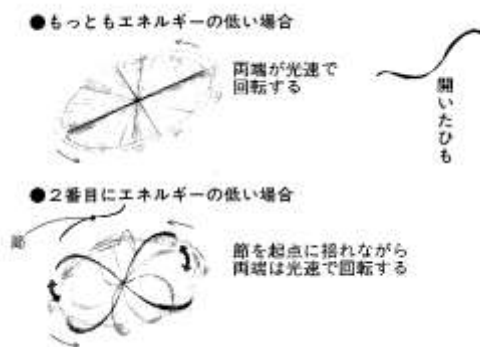 ●もっともエネルギーの低い場合
両端が光速で
回転する
開いたひも
●2番目にエネルギーの低い場合
節
節を起点に揺れながら
両端は光速で回転する